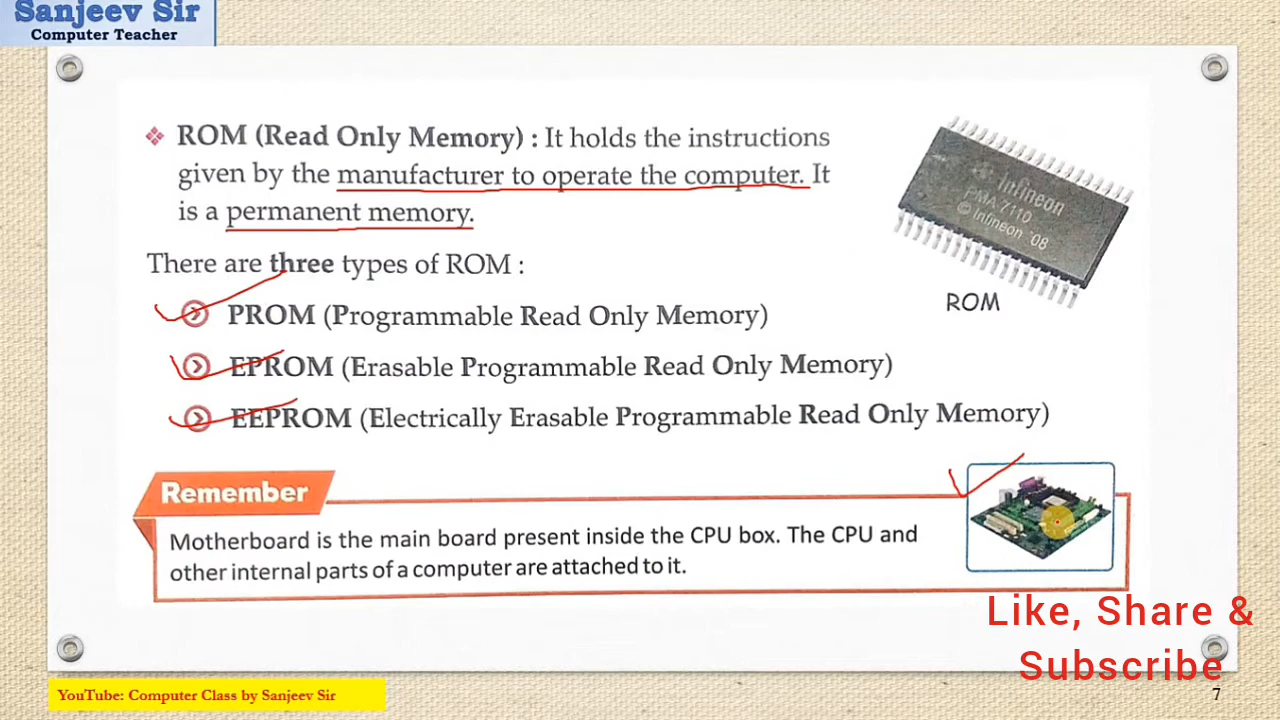 Sanjeev Sir
Computer Teacher
❖ ROM (Read Only Memory) : It holds the instructions
given by the manufacturer to operate the computer. It
is a permanent memory.
There are three types of ROM :
PROM (Programmable Read Only Memory)
EPROM (Erasable Programmable Read Only Memory)
EEPROM (Electrically Erasable Programmable Read Only Memory)
Infineon
PMA 7110
© Infineon '08
ROM
Remember
Motherboard is the main board present inside the CPU box. The CPU and
other internal parts of a computer are attached to it.
Like, Share &
Subscribe
YouTube: Computer Class by Sanjeev Sir
7